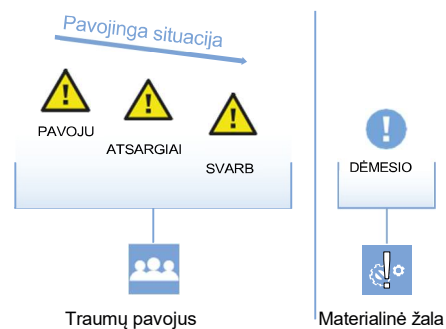 Pavojinga situacija
PAVOJU
ATSARGIAI
SVARB
DĖMESIO
Traumų pavojus
Materialinė žala